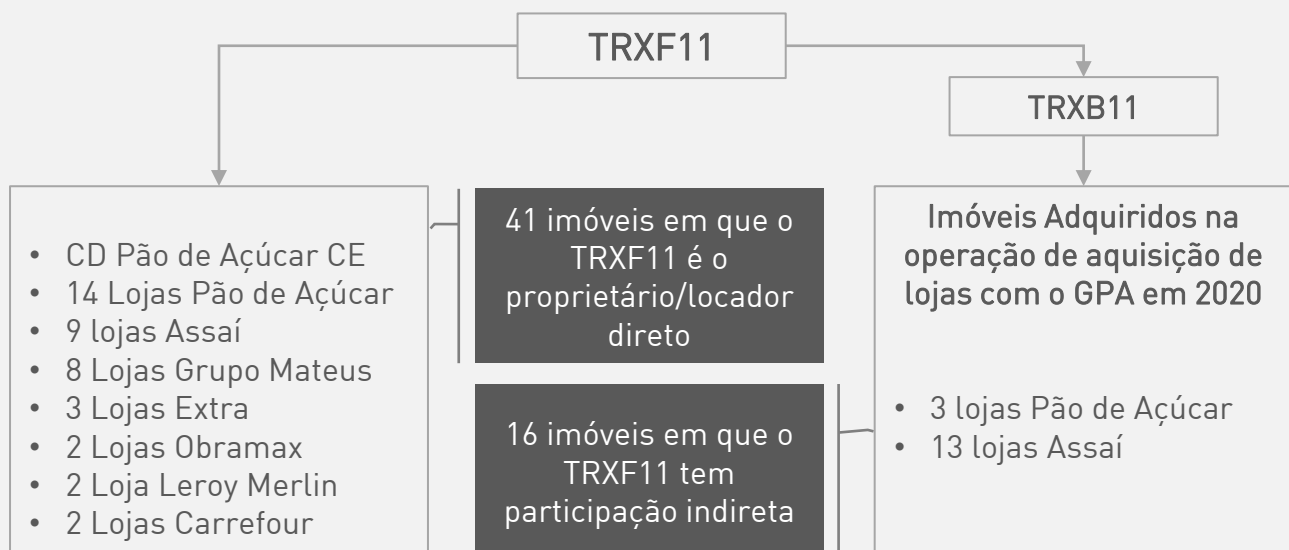 TRXF11
TRXB11
• CD Pão de Açúcar CE
• 14 Lojas Pão de Açúcar
• 9 lojas Assaí
• 8 Lojas Grupo Mateus
• 3 Lojas Extra
• 2 Lojas Obramax
• 2 Loja Leroy Merlin
• 2 Lojas Carrefour
41 imóveis em que o
TRXF11 é o
proprietário/locador
direto
16 imóveis em que o
TRXF11 tem
participação indireta
Imóveis Adquiridos na
operação de aquisição de
lojas com o GPA em 2020
• 3 lojas Pão de Açúcar
• 13 lojas Assaí